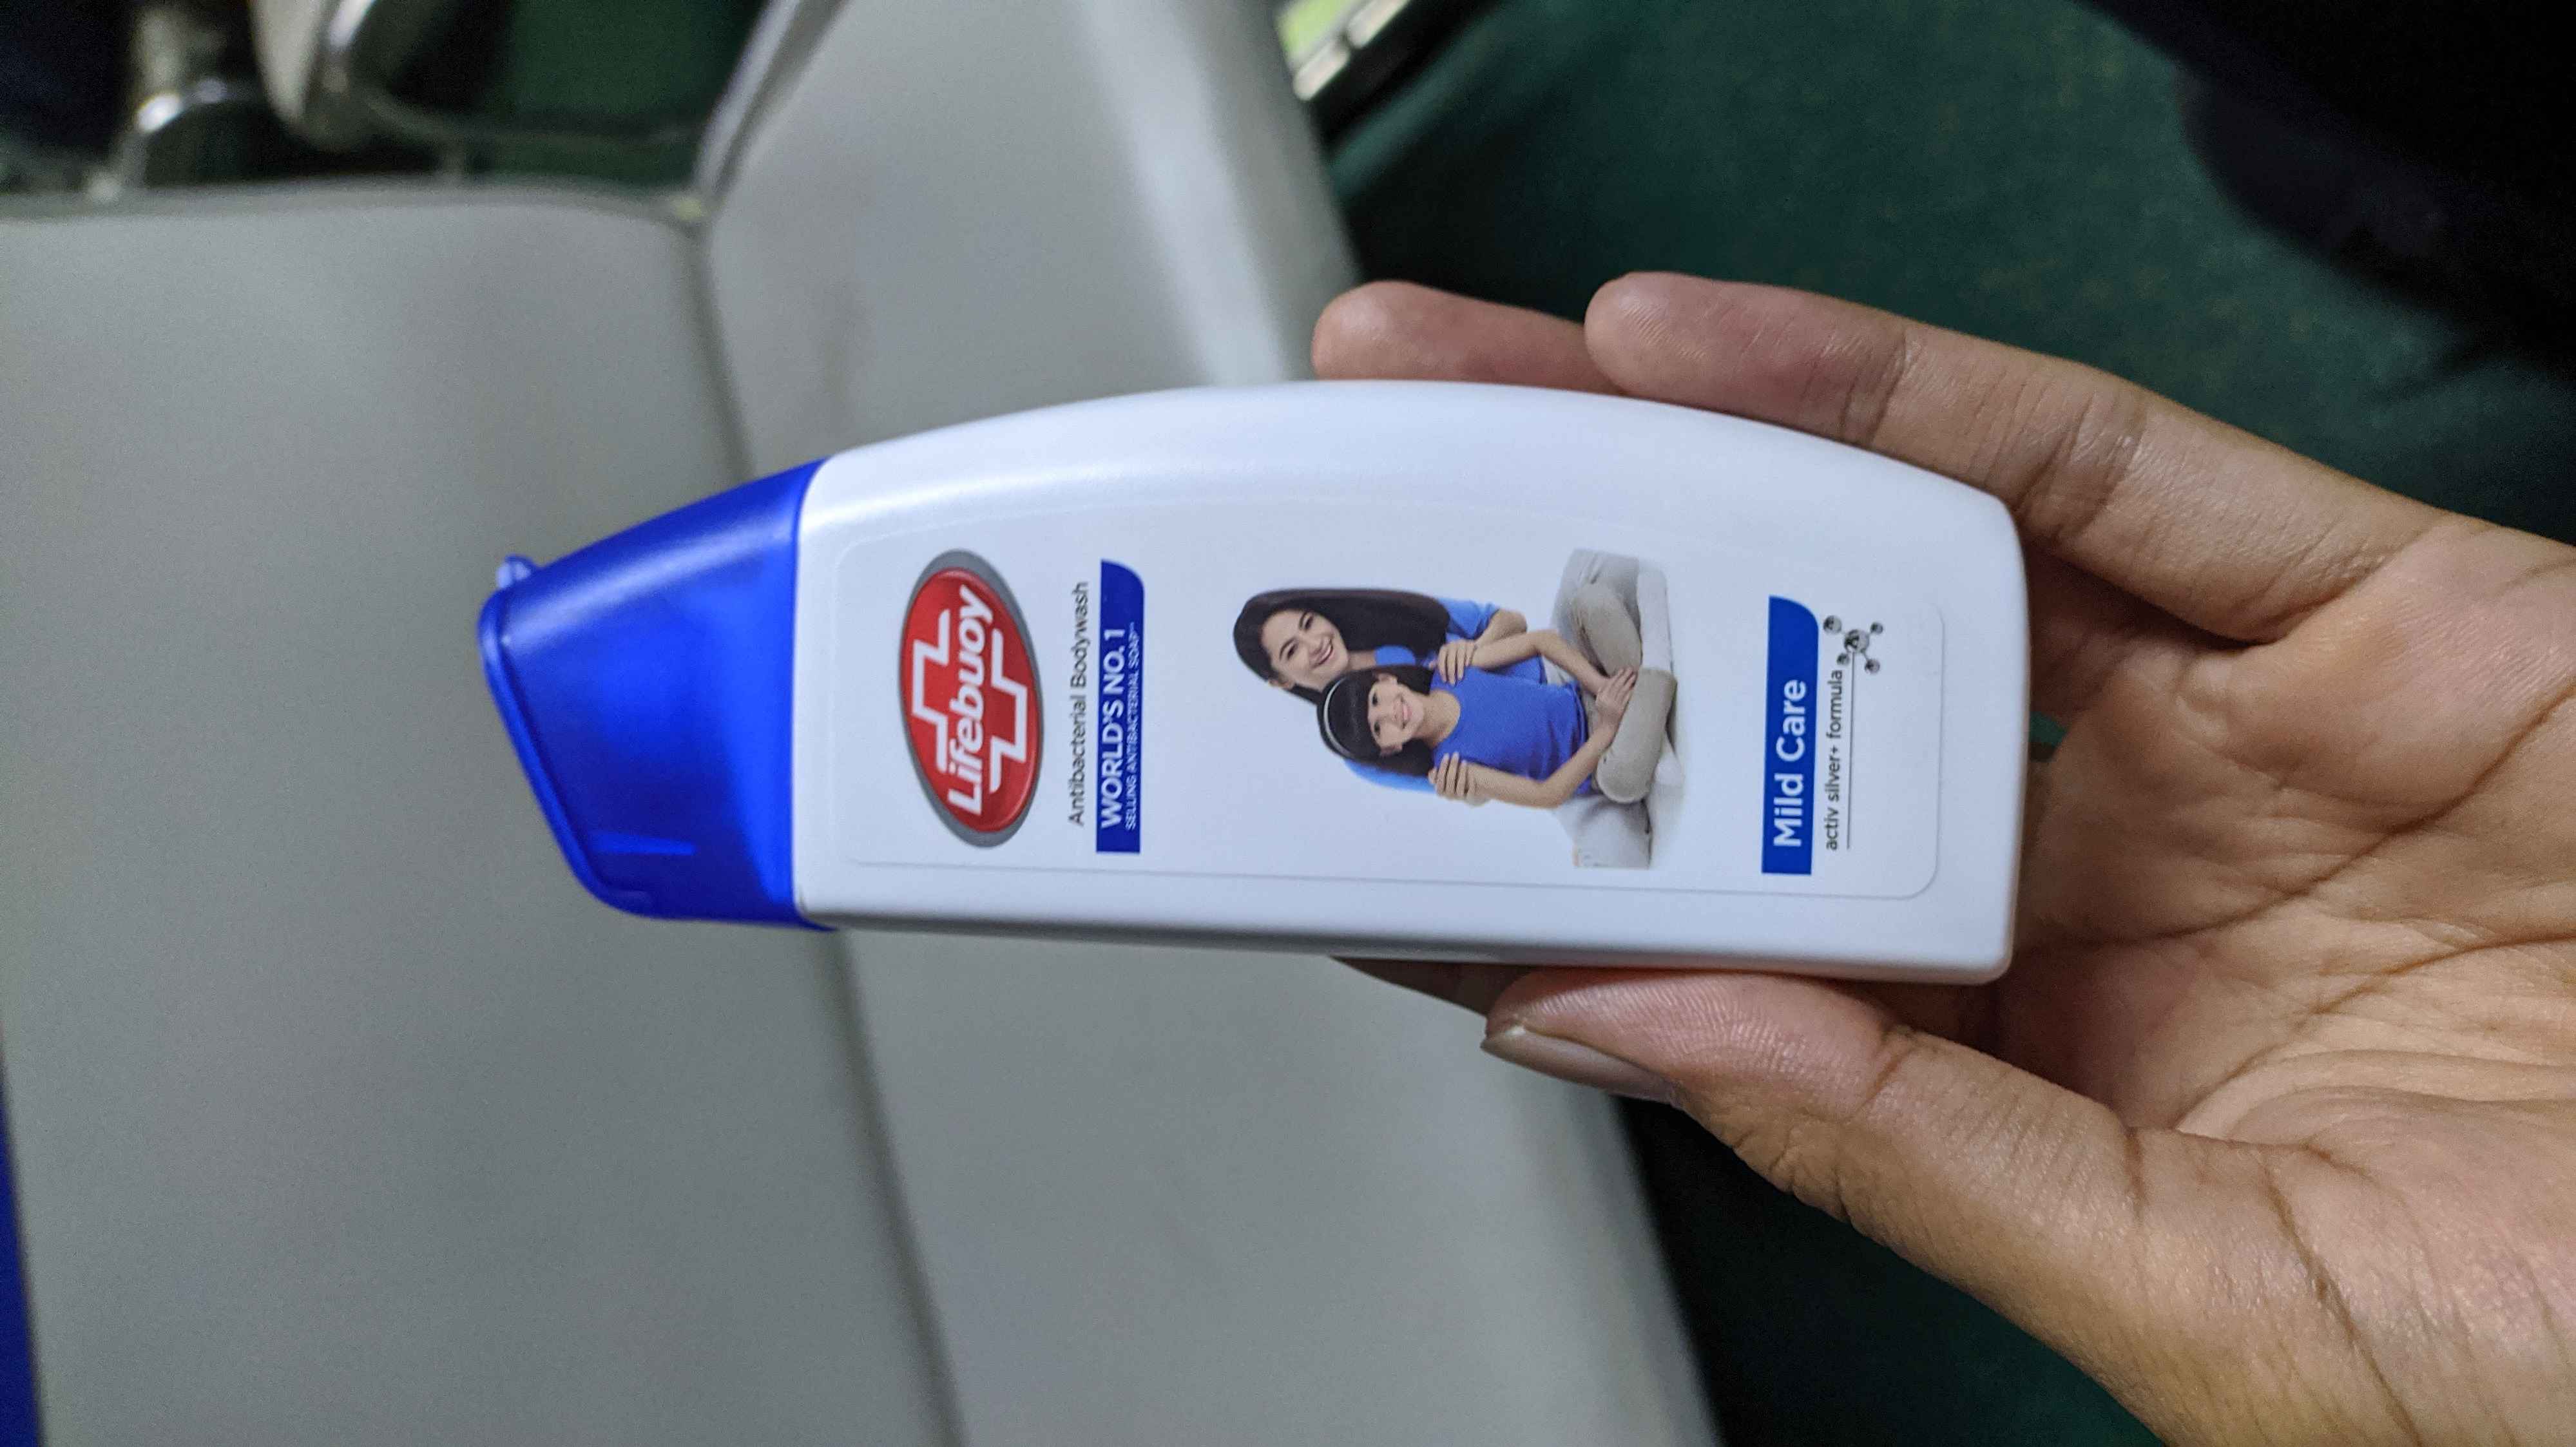 Lifebuoy
Antibacterial Bodywash
WORLD'S NO.1
SELLING ANTIBACTERIAL SOAP
Mild Care
activ silver+ formula